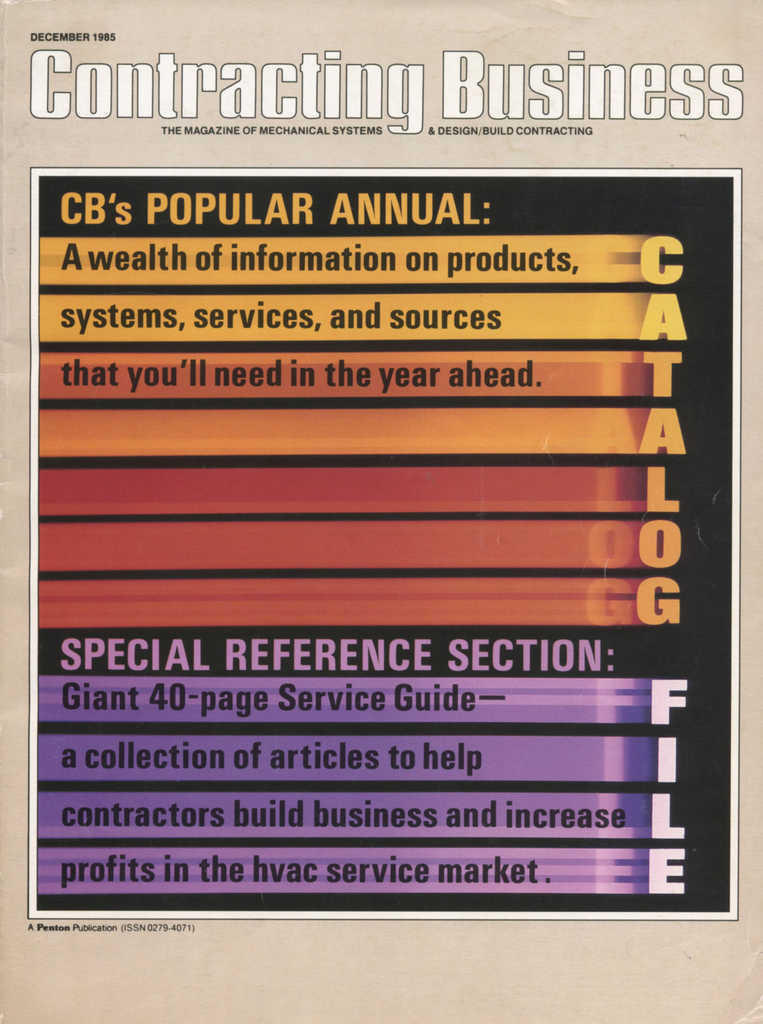 DECEMBER 1985
Contracting Business
THE MAGAZINE OF MECHANICAL SYSTEMS & DESIGN/BUILD CONTRACTING
CB's POPULAR ANNUAL:
A wealth of information on products,
systems, services, and sources
that you'll need in the year ahead.
CATALOG
SPECIAL REFERENCE SECTION:
Giant 40-page Service Guide—
a collection of articles to help
contractors build business and increase
profits in the hvac service market.
FILE
A Penton Publication (ISSN 0279-4071)